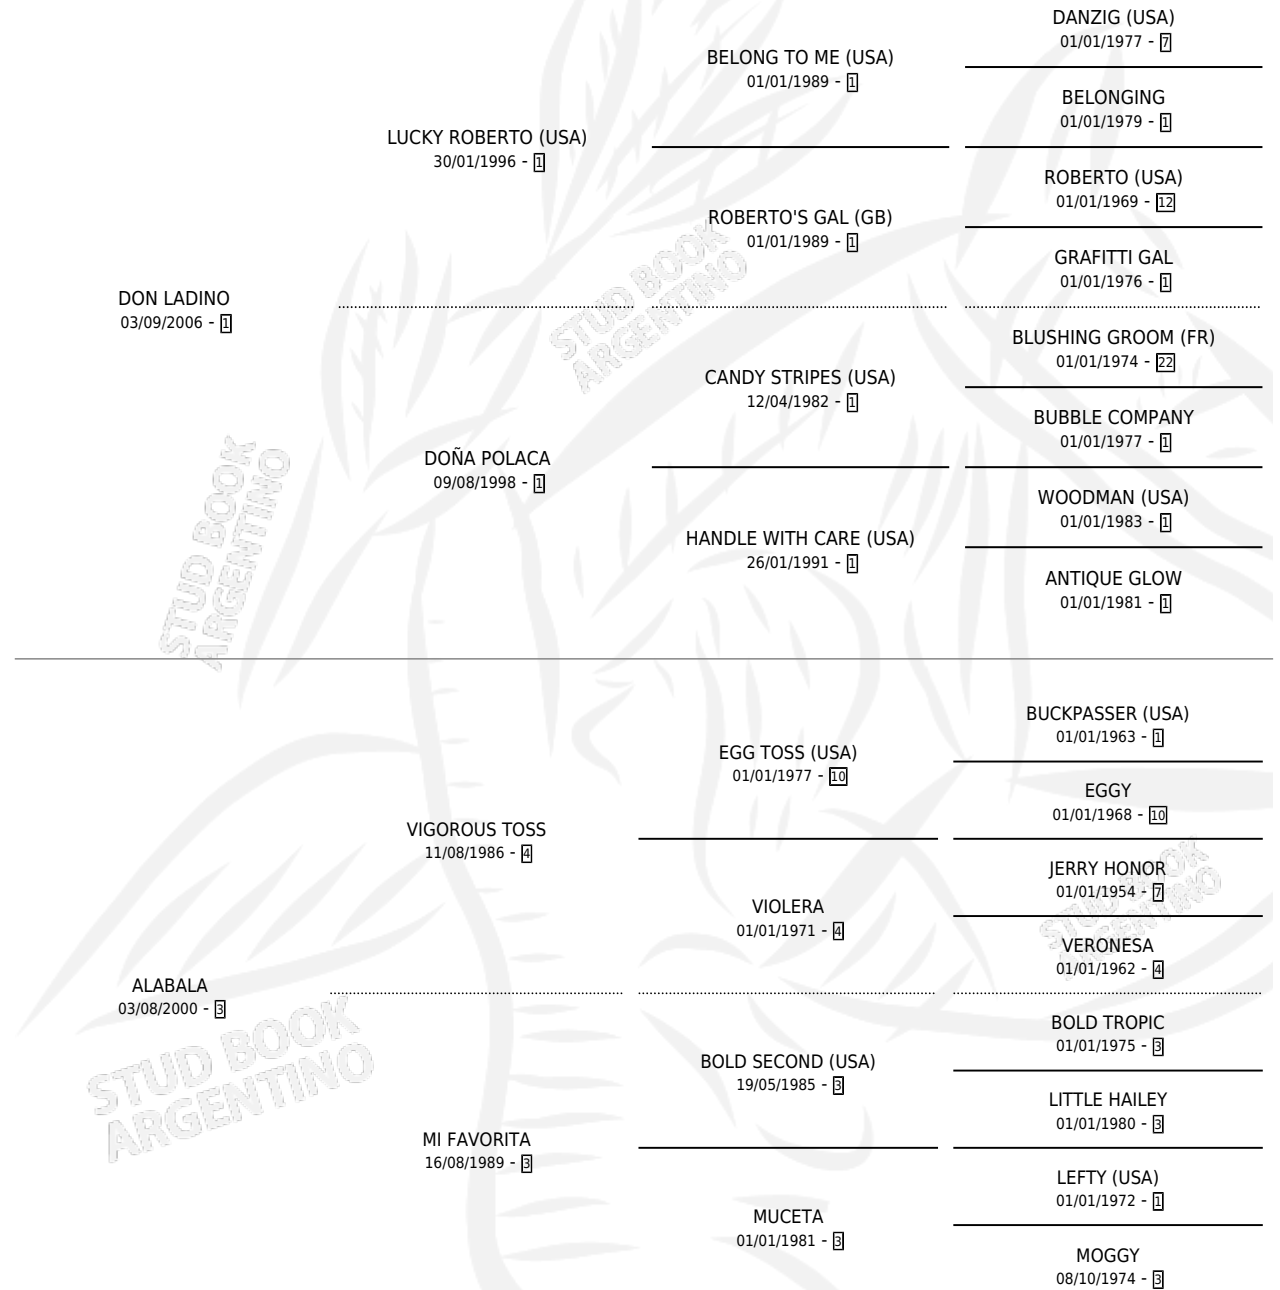 DANZIG (USA)
01/01/1977 - 7
BELONG TO ME (USA)
01/01/1989 - 1
BELONGING
01/01/1979 - 1
LUCKY ROBERTO (USA)
30/01/1996 - 1
ROBERTO (USA)
01/01/1969 - 12
ROBERTO'S GAL (GB)
01/01/1989 - 1
GRAFITTI GAL
01/01/1976 - 1
DON LADINO
03/09/2006 - 1
STUD BOOK
ARGENTINO
BLUSHING GROOM (FR)
01/01/1974 - 22
CANDY STRIPES (USA)
12/04/1982 - 1
BUBBLE COMPANY
01/01/1977 - 1
DOÑA POLACA
09/08/1998 - 1
WOODMAN (USA)
01/01/1983 - 1
HANDLE WITH CARE (USA)
26/01/1991 - 1
ANTIQUE GLOW
01/01/1981 - 1
STUD BOOK
ARGENTINO
BUCKPASSER (USA)
01/01/1963 - 1
EGG TOSS (USA)
01/01/1977 - 10
EGGY
01/01/1968 - 10
VIGOROUS TOSS
11/08/1986 - 4
JERRY HONOR
01/01/1954 - 7
VIOLERA
01/01/1971 - 4
VERONESA
01/01/1962 - 4
STUD BOOK
ARGENTINO
ALABALA
03/08/2000 - 3
BOLD TROPIC
01/01/1975 - 3
BOLD SECOND (USA)
19/05/1985 - 3
LITTLE HAILEY
01/01/1980 - 3
STUD BOOK
ARGENTINO
MI FAVORITA
16/08/1989 - 3
LEFTY (USA)
01/01/1972 - 1
MUCETA
01/01/1981 - 3
MOGGY
08/10/1974 - 3